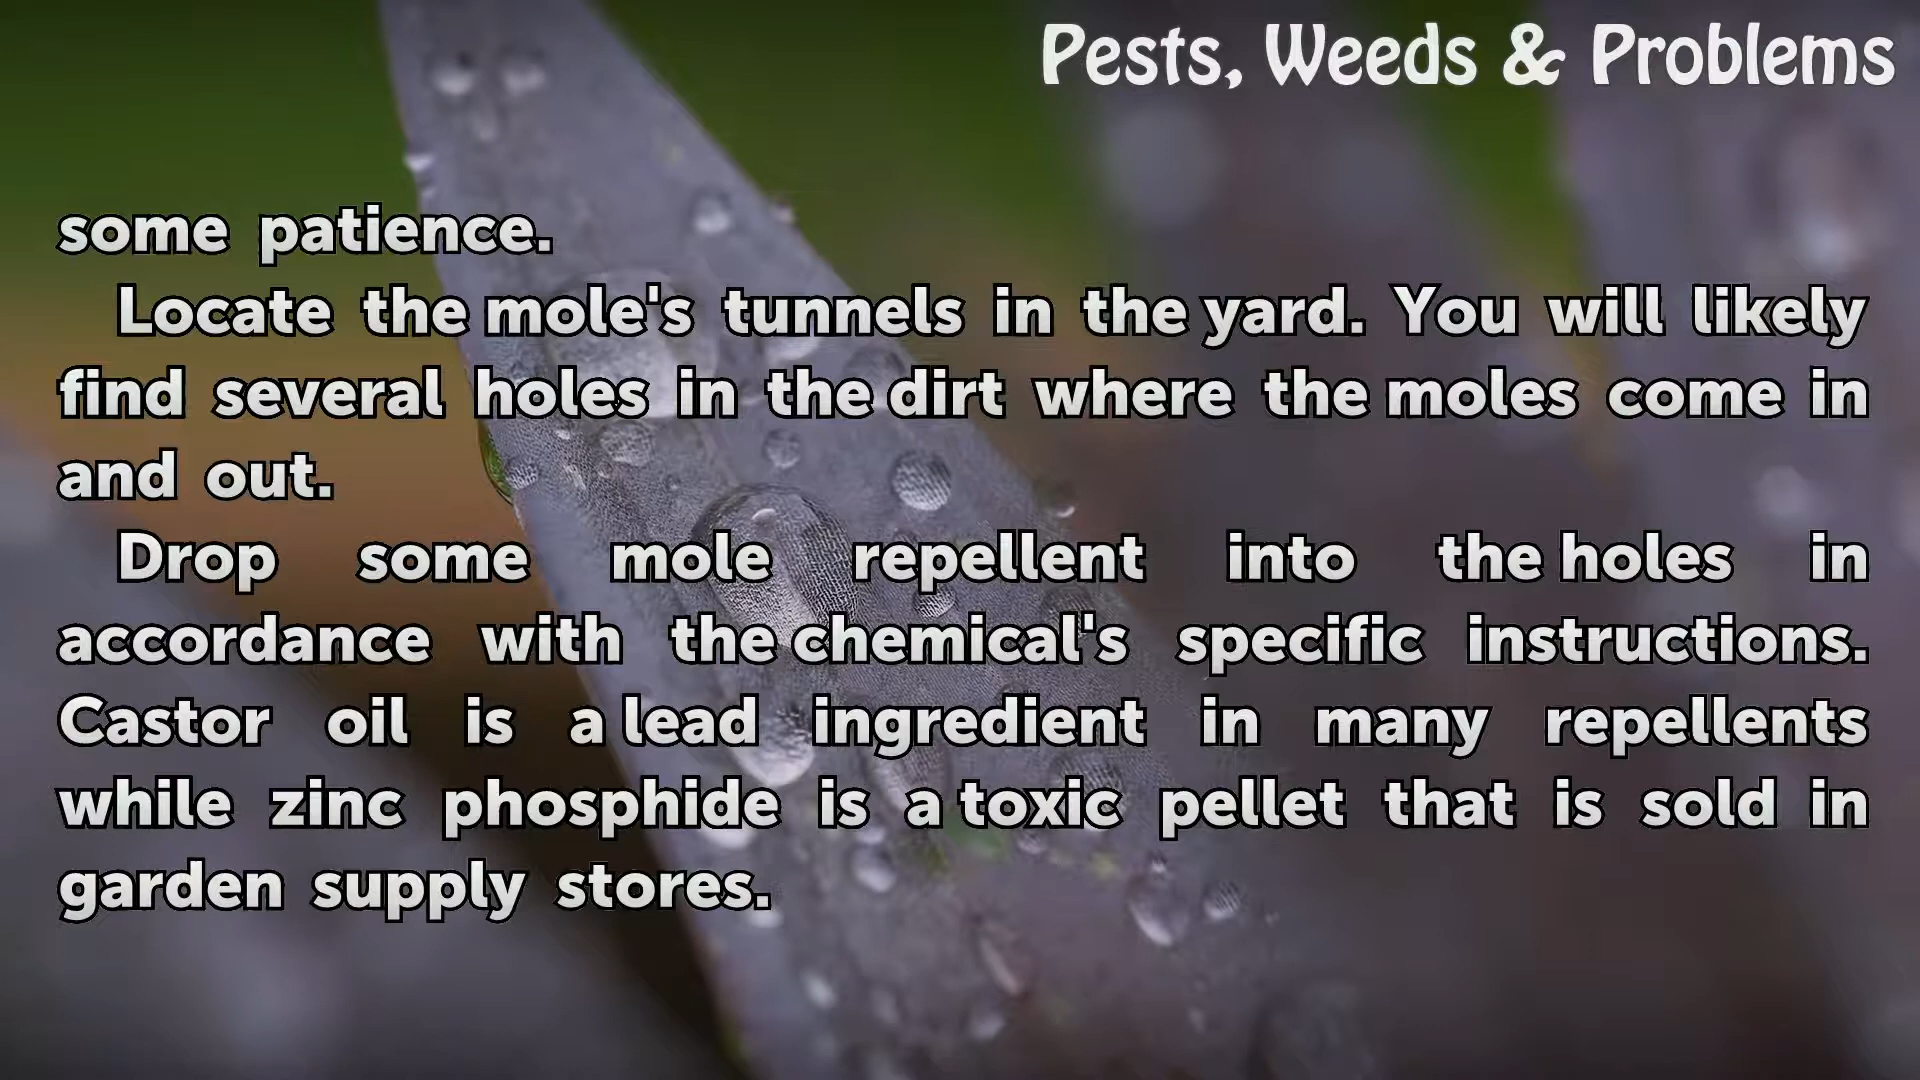 Pests, Weeds & Problems
some patience.
Locate the mole's tunnels in the yard. You will likely
find several holes in the dirt where the moles come in
and out.
Drop some mole repellent into the holes in
accordance with the chemical's specific instructions.
Castor oil is a lead ingredient in many repellents
while zinc phosphide is a toxic pellet that is sold in
garden supply stores.